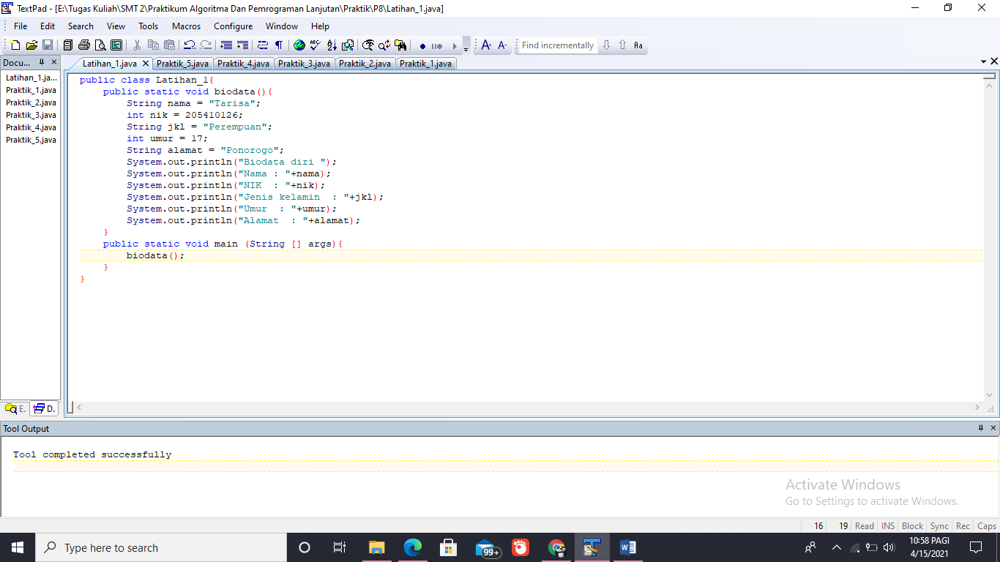 TextPad - [E:\Tugas Kuliah\SMT 2\Praktikum Algoritma Dan Pemrograman Lanjutan\Praktik\P8\Latihan_1.java]
File Edit Search View Tools Macros Configure Window Help
Find incrementally Aa
Docu...
Latihan_1.java Praktik_5.java Praktik_4.java Praktik_3.java Praktik_2.java Praktik_1.java
Latihan_1.ja...
Praktik_1.java
Praktik_2.java
Praktik_3.java
Praktik_4.java
Praktik_5.java
public class Latihan_1{
    public static void biodata(){
        String nama = "Tarisa";
        int nik = 205410126;
        String jkl = "Perempuan";
        int umur = 17;
        String alamat = "Ponorogo";
        System.out.println("Biodata diri ");
        System.out.println("Nama : "+nama);
        System.out.println("NIK  : "+nik);
        System.out.println("Jenis kelamin  : "+jkl);
        System.out.println("Umur  : "+umur);
        System.out.println("Alamat  : "+alamat);
    }
    public static void main (String [] args){
        biodata();
    }
}
E. D.
Tool Output
Tool completed successfully
Activate Windows
Go to Settings to activate Windows.
16 19 Read INS Block Sync Rec Caps
Type here to search
99+
10:58 PAGI
4/15/2021